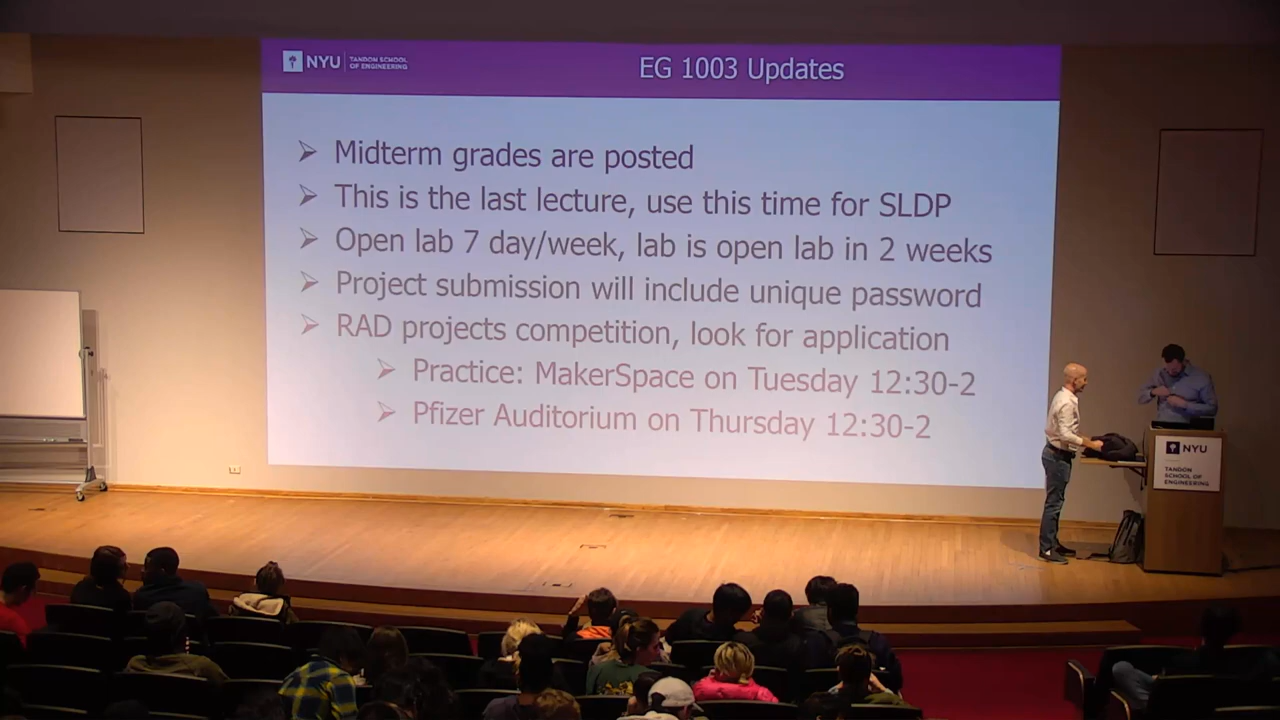 NYU TANDON SCHOOL
OF ENGINEERING
EG 1003 Updates
Midterm grades are posted
This is the last lecture, use this time for SLDP
Open lab 7 day/week, lab is open lab in 2 weeks
Project submission will include unique password
RAD projects competition, look for application
Practice: MakerSpace on Tuesday 12:30-2
Pfizer Auditorium on Thursday 12:30-2
NYU
TANDON
SCHOOL OF
ENGINEERING